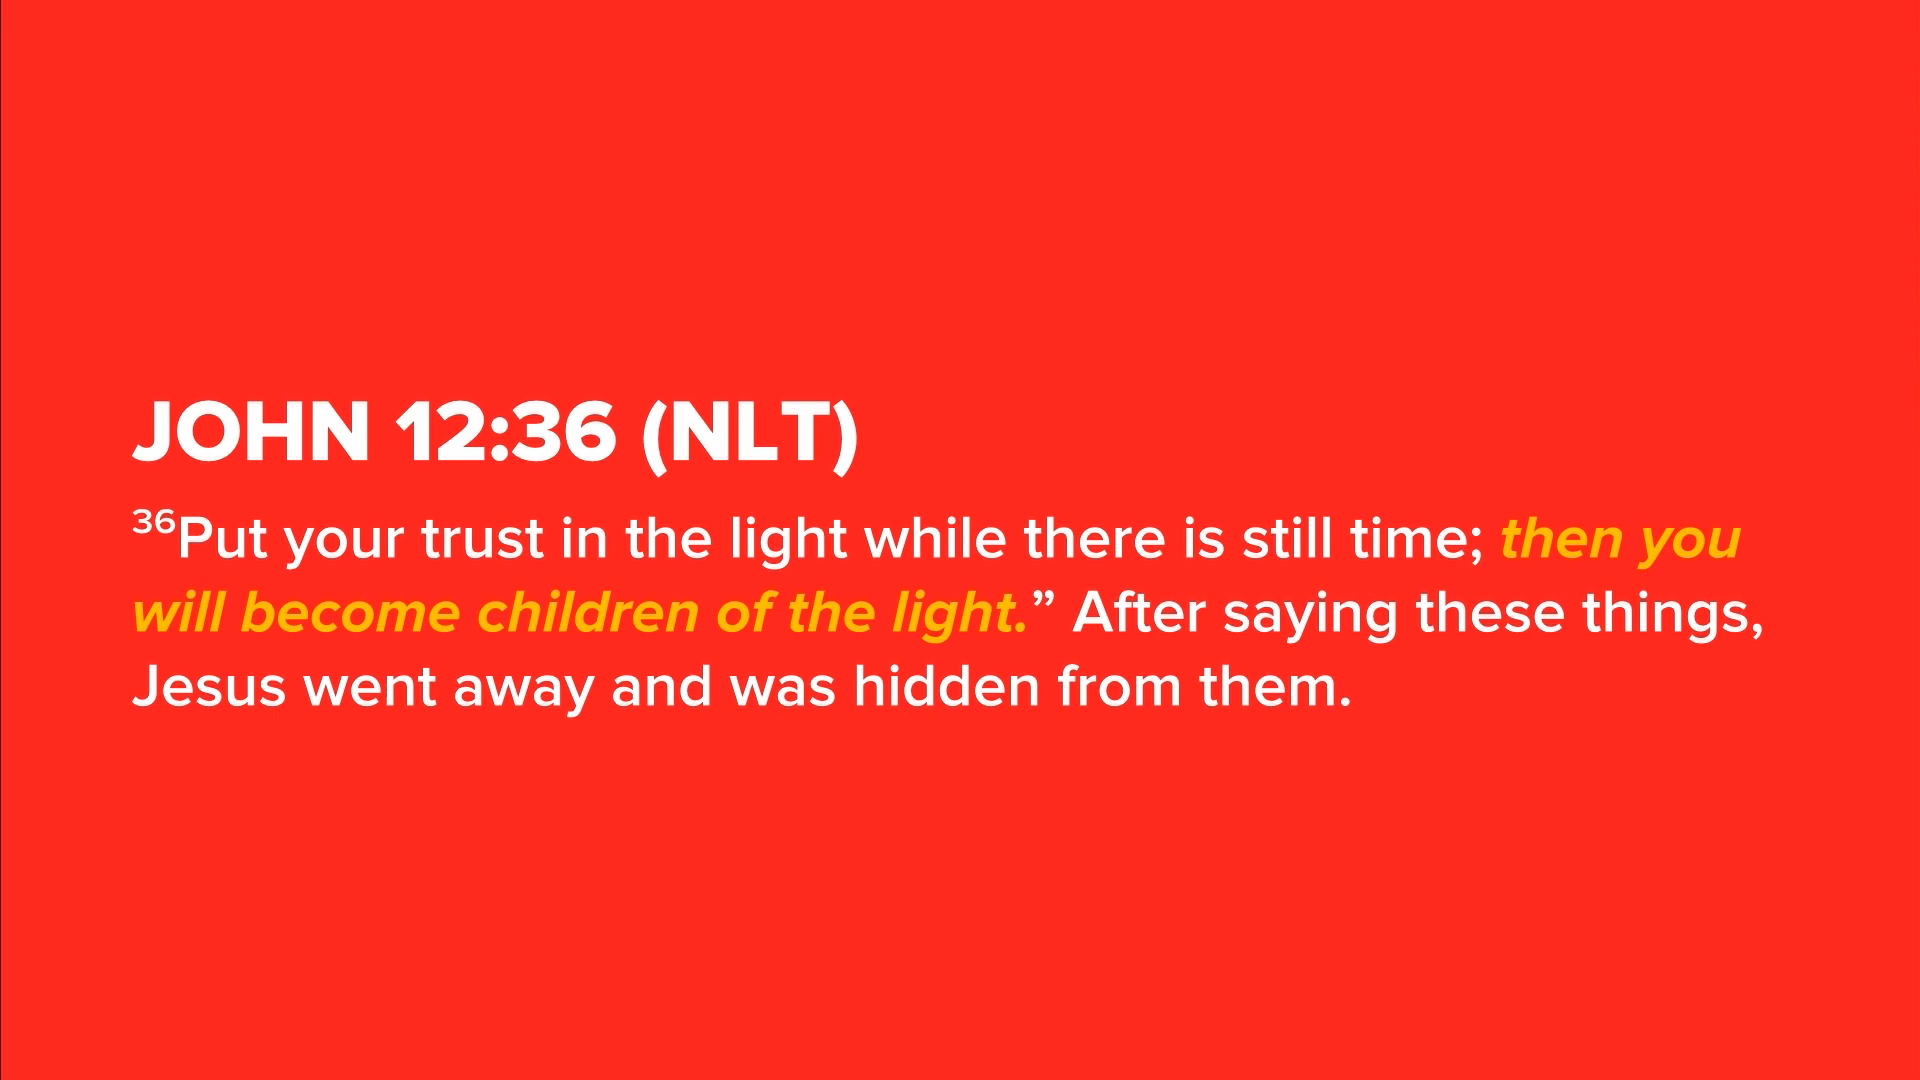 JOHN 12:36 (NLT)
³⁶Put your trust in the light while there is still time; then you
will become children of the light.” After saying these things,
Jesus went away and was hidden from them.